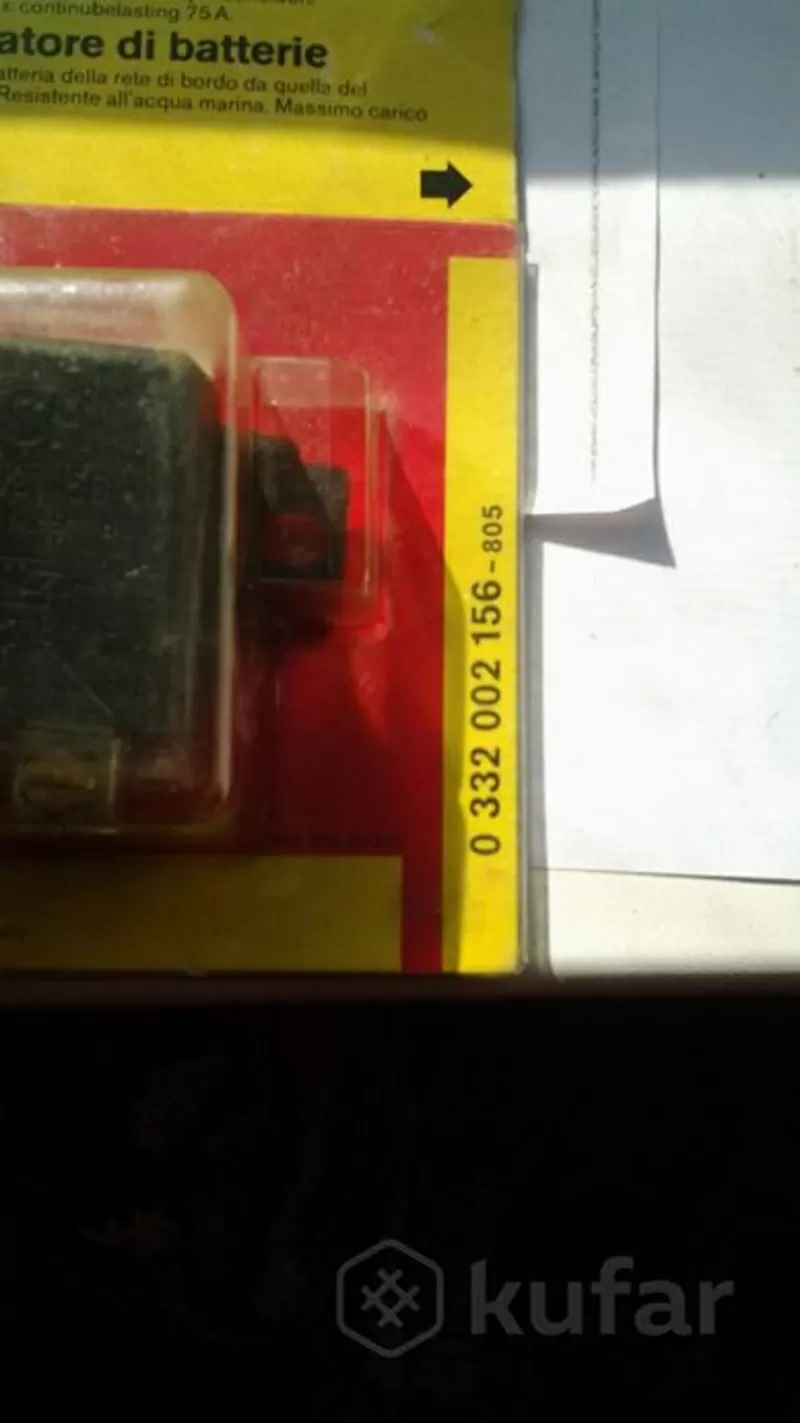 x. continubelasting 75 A.
atore di batterie
atteria della rete di bordo da quella del
Resistente all'acqua marina. Massimo carico
0 332 002 156 - 805
kufar